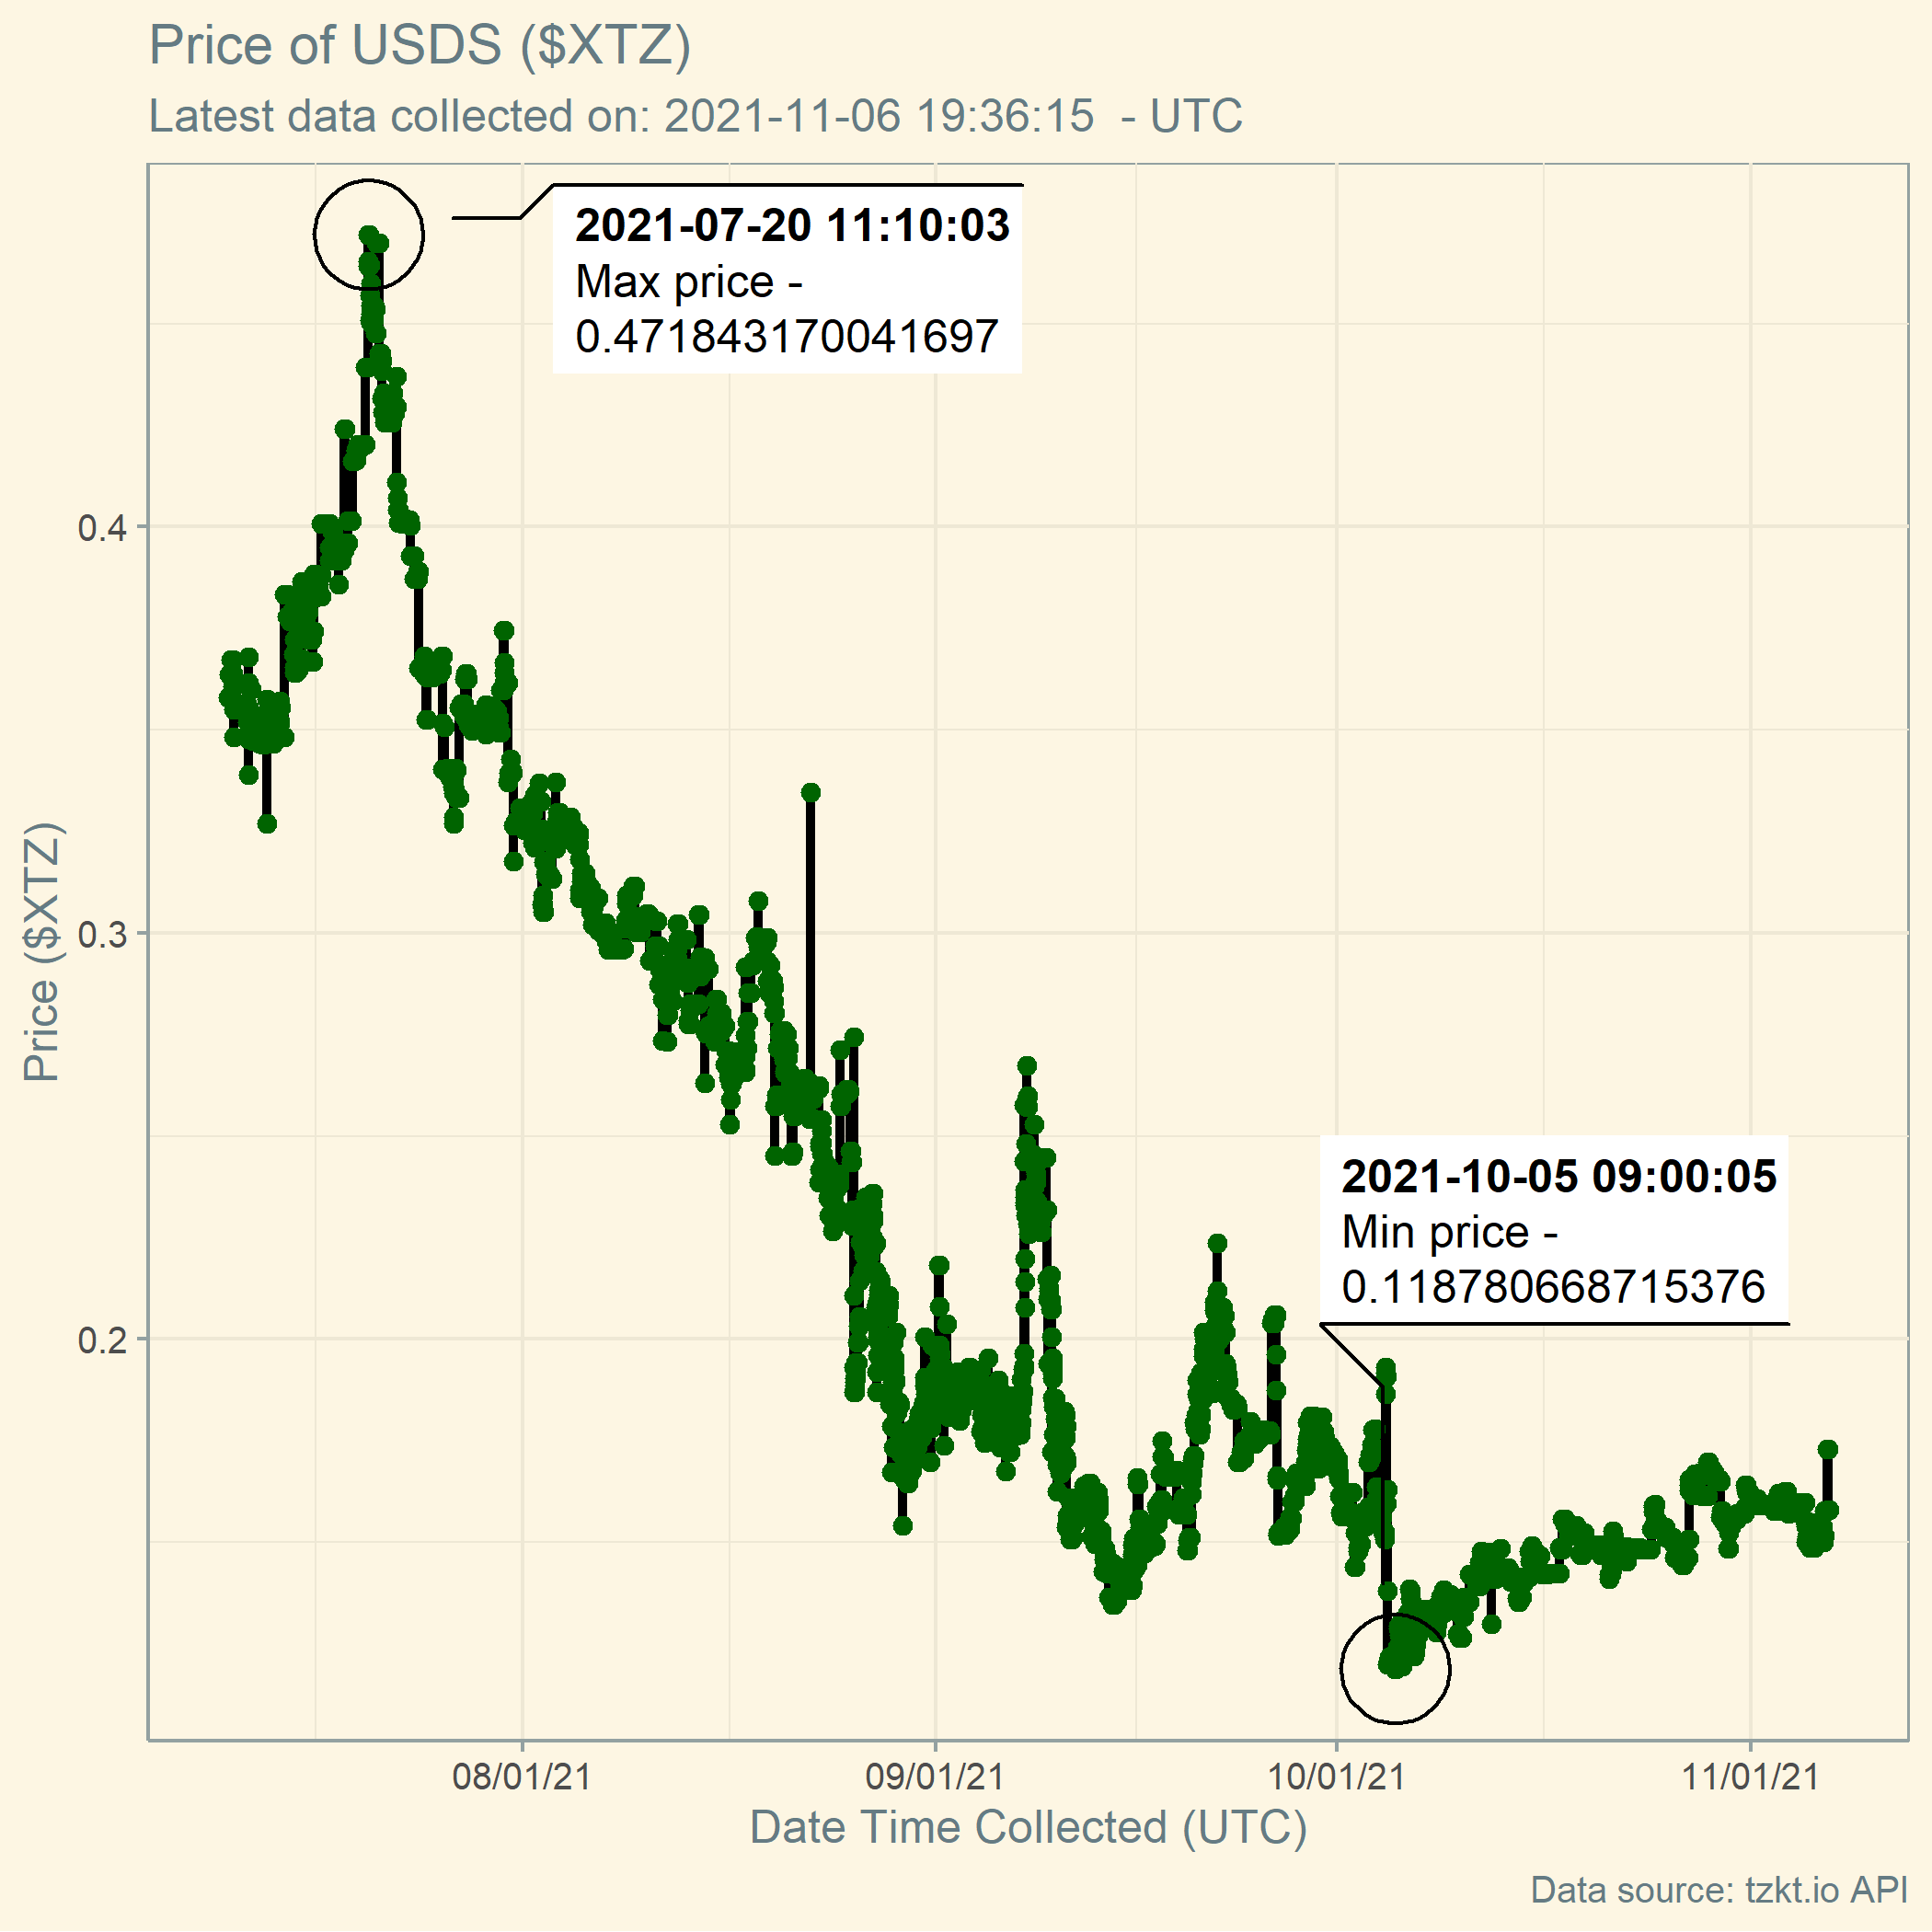 Price of USDS ($XTZ)
Latest data collected on: 2021-11-06 19:36:15  - UTC
2021-07-20 11:10:03
Max price -
0.471843170041697
0.4
0.3
0.2
Price ($XTZ)
2021-10-05 09:00:05
Min price -
0.118780668715376
08/01/21
09/01/21
10/01/21
11/01/21
Date Time Collected (UTC)
Data source: tzkt.io API